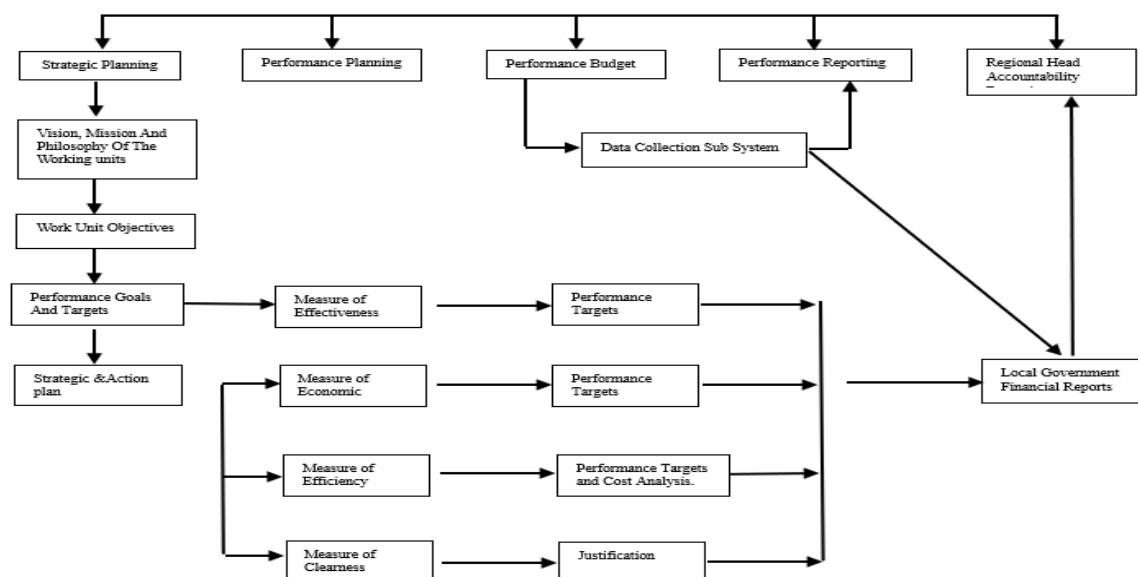 Strategic Planning
Performance Planning
Performance Budget
Performance Reporting
Regional Head
Accountability
Vision, Mission And
Philosophy Of The
Working units
Data Collection Sub System
Work Unit Objectives
Performance Goals
And Targets
Measure of
Effectiveness
Performance
Targets
Strategic &Action
plan
Measure of
Economic
Performance
Targets
Local Government
Financial Reports
Measure of
Efficiency
Performance Targets
and Cost Analysis.
Measure of
Clearness
Justification